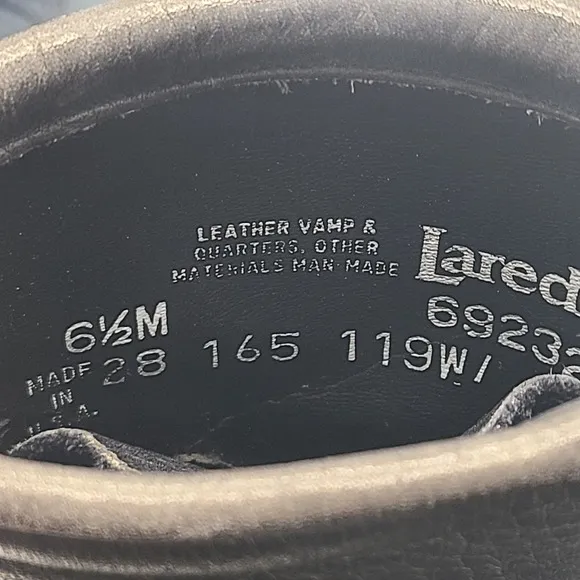 LEATHER VAMP &
QUARTERS, OTHER
MATERIALS MAN-MADE
Lared
6923
6½M
28 165 119W/
MADE
IN
U.S.A.